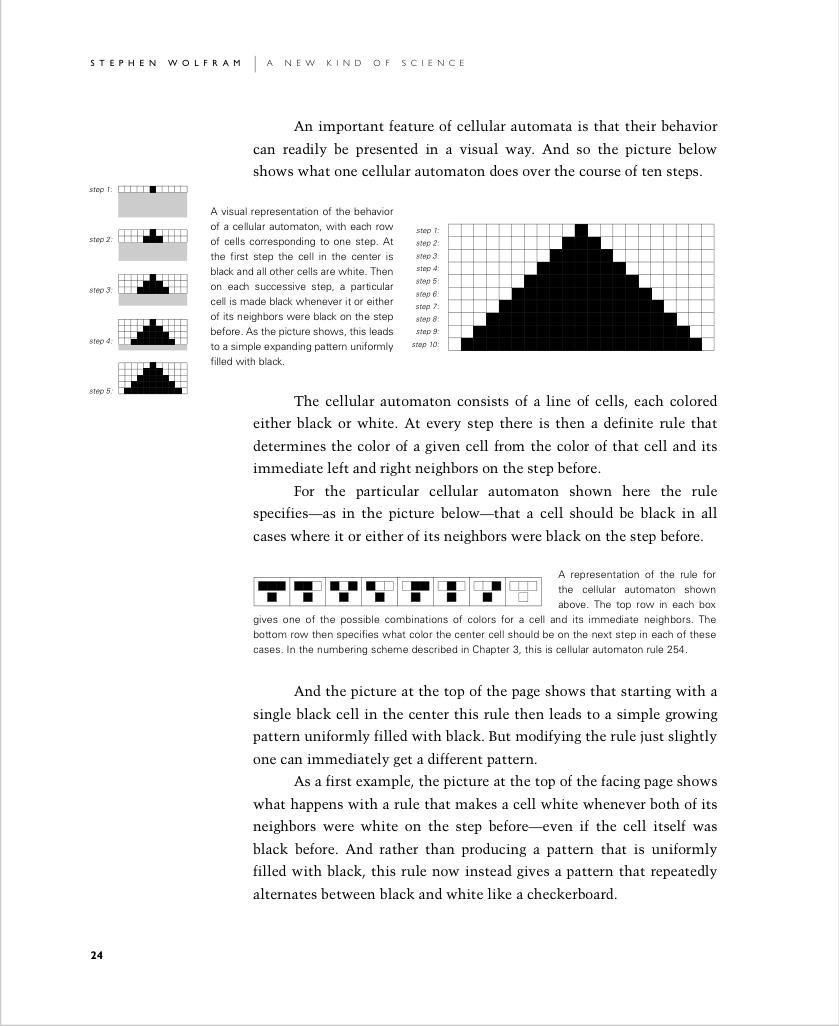 STEPHEN WOLFRAM | A NEW KIND OF SCIENCE
An important feature of cellular automata is that their behavior
can readily be presented in a visual way. And so the picture below
shows what one cellular automaton does over the course of ten steps.
step 1:
step 2:
step 3:
step 4:
step 5:
A visual representation of the behavior
of a cellular automaton, with each row
of cells corresponding to one step. At
the first step the cell in the center is
black and all other cells are white. Then
on each successive step, a particular
cell is made black whenever it or either
of its neighbors were black on the step
before. As the picture shows, this leads
to a simple expanding pattern uniformly
filled with black.
step 1:
step 2:
step 3:
step 4:
step 5:
step 6:
step 7:
step 8:
step 9:
step 10:
The cellular automaton consists of a line of cells, each colored
either black or white. At every step there is then a definite rule that
determines the color of a given cell from the color of that cell and its
immediate left and right neighbors on the step before.
For the particular cellular automaton shown here the rule
specifies—as in the picture below—that a cell should be black in all
cases where it or either of its neighbors were black on the step before.
A representation of the rule for
the cellular automaton shown
above. The top row in each box
gives one of the possible combinations of colors for a cell and its immediate neighbors. The
bottom row then specifies what color the center cell should be on the next step in each of these
cases. In the numbering scheme described in Chapter 3, this is cellular automaton rule 254.
And the picture at the top of the page shows that starting with a
single black cell in the center this rule then leads to a simple growing
pattern uniformly filled with black. But modifying the rule just slightly
one can immediately get a different pattern.
As a first example, the picture at the top of the facing page shows
what happens with a rule that makes a cell white whenever both of its
neighbors were white on the step before—even if the cell itself was
black before. And rather than producing a pattern that is uniformly
filled with black, this rule now instead gives a pattern that repeatedly
alternates between black and white like a checkerboard.
24